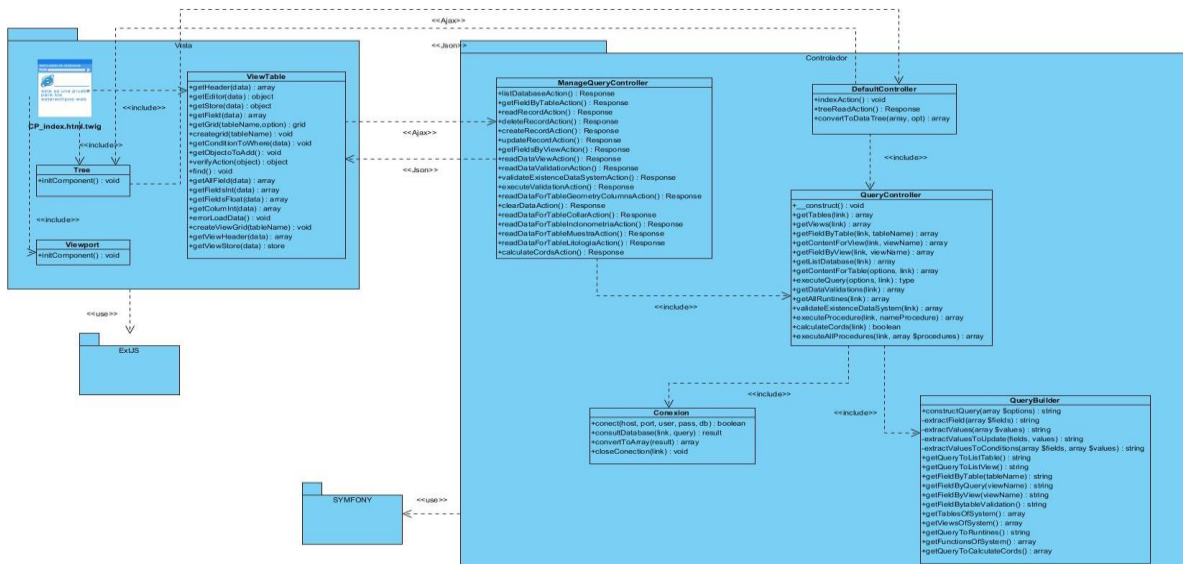 <<Ajax>>
Vista
<<Json>>
Controlador
CP_index.html.twig
<<include>>
<<include>>
<<include>>
Tree
+initComponent() : void
Viewport
+initComponent() : void
ViewTable
+getHeader(data) : array
+getEditor(data) : object
+getStore(data) : object
+getField(data) : array
+getGrid(tableName,option) : grid
+creategrid(tableName) : void
+getConditionToWhere(data) : void
+getObjectoToAdd() : void
+verifyAction(object) : object
+find() : void
+getAllField(data) : array
+getFieldsInt(data) : array
+getFieldsFloat(data) : array
+getColumInt(data) : array
+errorLoadData() : void
+createViewGrid(tableName) : void
+getViewHeader(data) : array
+getViewStore(data) : store
<<Ajax>>
<<Json>>
ManageQueryController
+listDatabaseAction() : Response
+getFieldByTableAction() : Response
+readRecordAction() : Response
+deleteRecordAction() : Response
+createRecordAction() : Response
+updateRecordAction() : Response
+getFieldsByViewAction() : Response
+readDataViewAction() : Response
+readDataValidationAction() : Response
+validateExistenceDataSystemAction() : Response
+executeValidationAction() : Response
+readDataForTableGeometryColumnsAction() : Response
+clearDataAction() : Response
+readDataForTableCollarAction() : Response
+readDataForTableInclonometriaAction() : Response
+readDataForTableMuestraAction() : Response
+readDataForTableLitologiaAction() : Response
+calculateCordsAction() : Response
DefaultController
+indexAction() : void
+treeReadAction() : Response
+convertToDataTree(array, opt) : array
<<include>>
QueryController
+__construct() : void
+getTables(link) : array
+getViews(link) : array
+getFieldByTable(link, tableName) : array
+getContentForView(link, viewName) : array
+getFieldByView(link, viewName) : array
+getListDatabase(link) : array
+getContentForTable(options, link) : array
+executeQuery(options, link) : type
+getDataValidations(link) : array
+getAllRuntines(link) : array
+validateExistenceDataSystem(link) : array
+executeProcedure(link, nameProcedure) : array
+calculateCords(link) : boolean
+executeAllProcedures(link, array $procedures) : array
<<include>>
<<use>>
ExtJS
<<include>>
<<include>>
Conexion
+conect(host, port, user, pass, db) : boolean
+consultDatabase(link, query) : result
+convertToArray(result) : array
+closeConection(link) : void
QueryBuilder
+constructQuery(array $options) : string
-extractField(array $fields) : string
-extractValues(array $values) : string
-extractValuesToUpdate(fields, values) : string
-extractValuesToConditions(array $fields, array $values) : string
+getQueryToListTable() : string
+getQueryToListView() : string
+getFieldByTable(tableName) : string
+getFieldByQuery(viewName) : string
+getFieldByView(viewName) : string
+getFieldBytableValidation() : string
+getTablesOfSystem() : array
+getViewsOfSystem() : array
+getQueryToRuntines() : string
+getFunctionsOfSystem() : array
+getQueryToCalculateCords() : array
SYMFONY
<<use>>